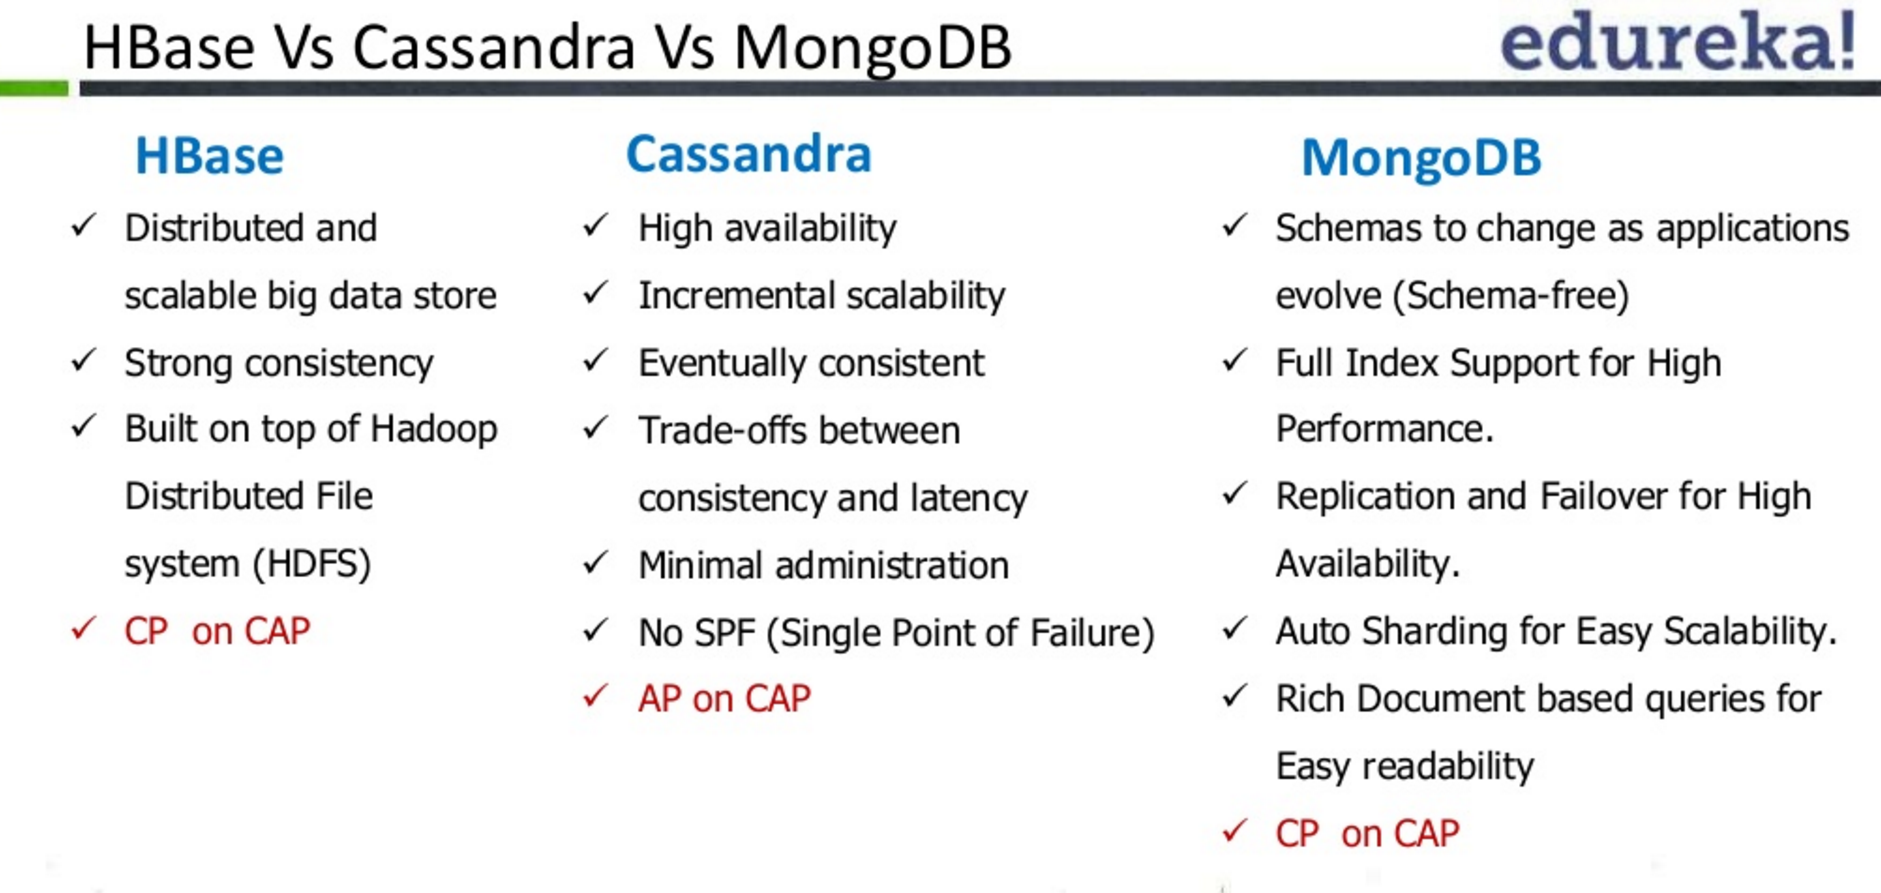 HBase Vs Cassandra Vs MongoDB
edureka!
HBase
✓ Distributed and
scalable big data store
✓ Strong consistency
✓ Built on top of Hadoop
Distributed File
system (HDFS)
✓ CP on CAP
Cassandra
✓ High availability
✓ Incremental scalability
✓ Eventually consistent
✓ Trade-offs between
consistency and latency
✓ Minimal administration
✓ No SPF (Single Point of Failure)
✓ AP on CAP
MongoDB
✓ Schemas to change as applications
evolve (Schema-free)
✓ Full Index Support for High
Performance.
✓ Replication and Failover for High
Availability.
✓ Auto Sharding for Easy Scalability.
✓ Rich Document based queries for
Easy readability
✓ CP on CAP